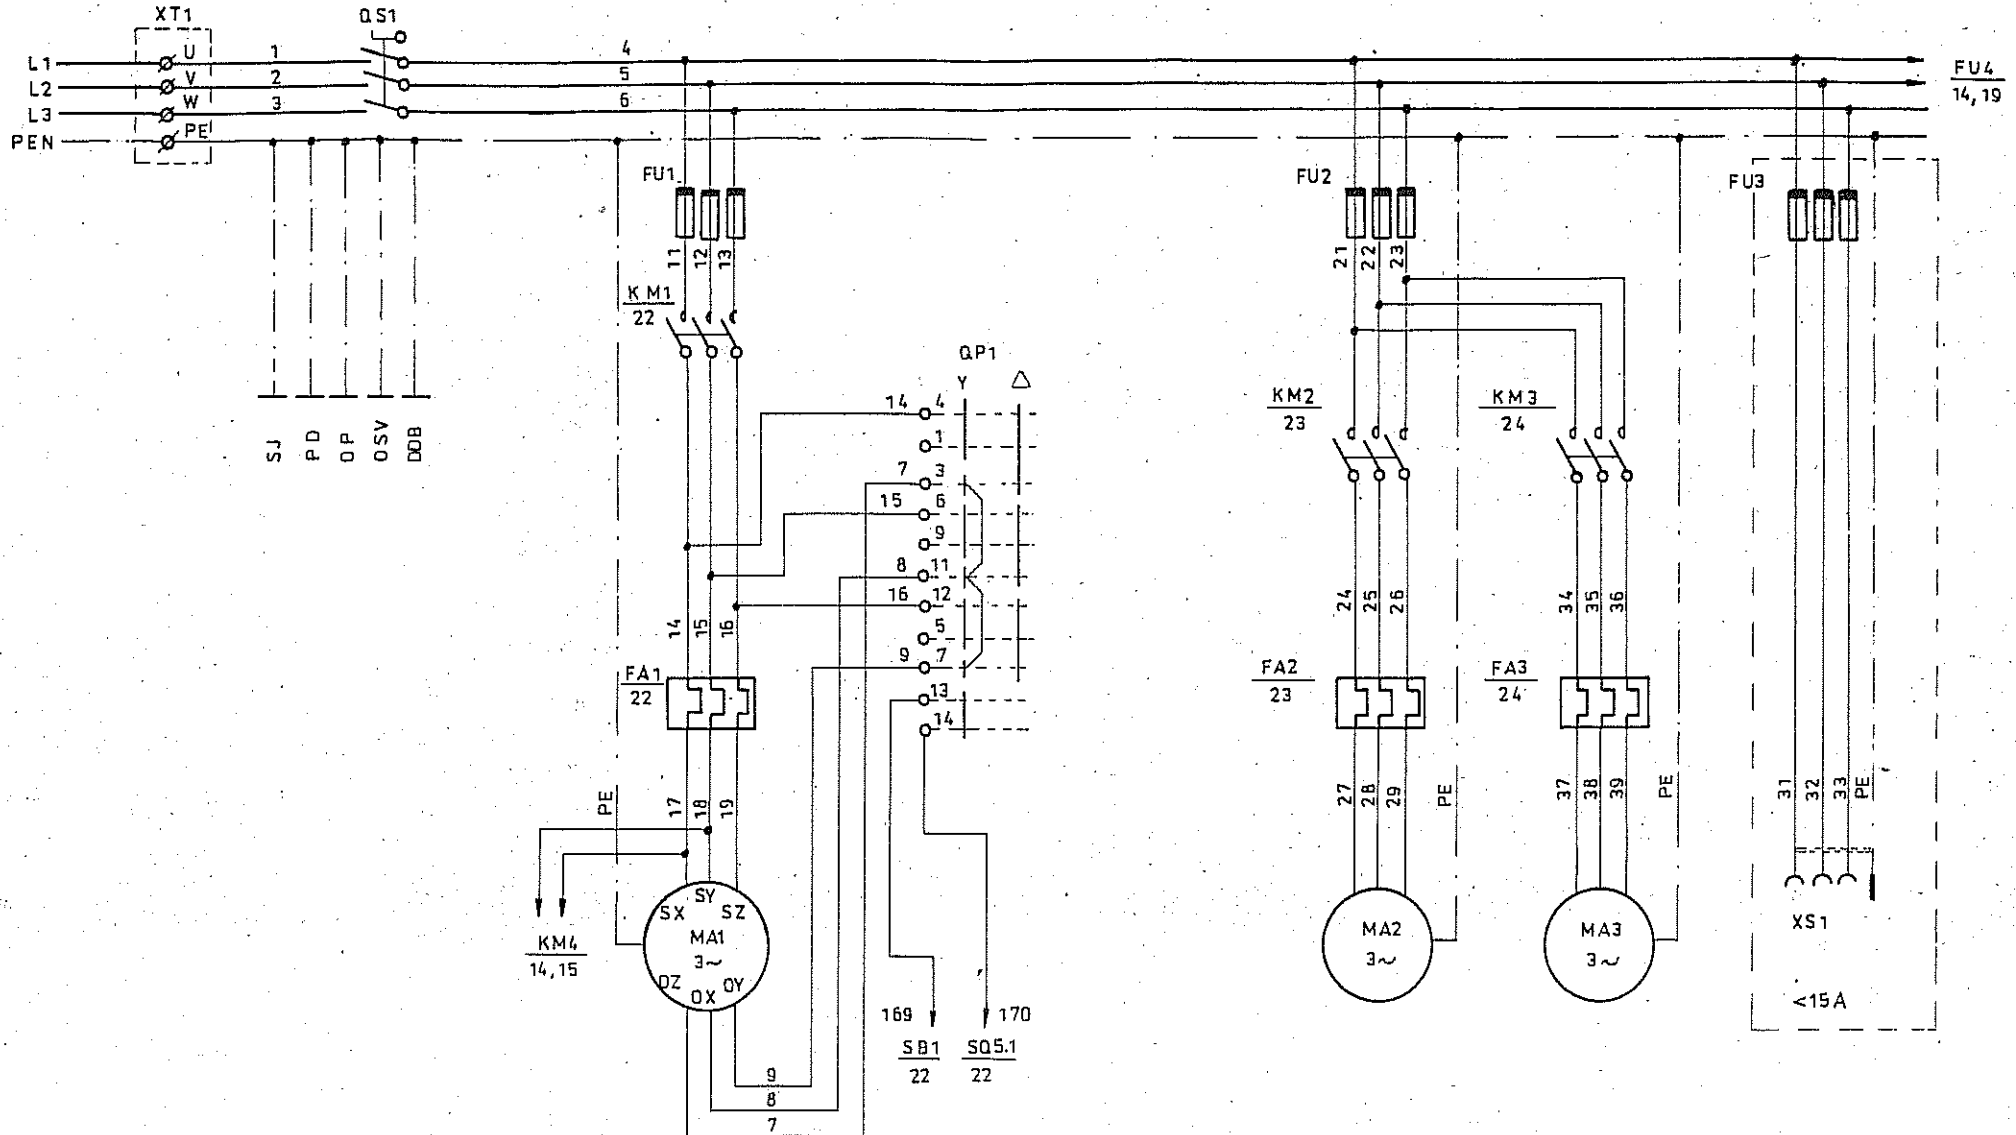 XT1
QS1
L1
U
1
4
L2
V
2
5
FU4
14,19
L3
W
3
6
PEN
PE
FU1
FU2
FU3
11
12
13
21
22
23
KM1
22
QP1
Y
△
14 4
1
7 3
15 6
9
8 11
16 12
5
9 7
13
14
KM2
23
KM3
24
SJ
PD
OP
OSV
DDB
14
15
16
24
25
26
34
35
36
FA1
22
FA2
23
FA3
24
PE
17
18
19
27
28
29
PE
37
38
39
PE
31
32
33
PE
SX
SY
SZ
MA1
3~
DZ
OX
OY
KM4
14,15
MA2
3~
MA3
3~
XS1
<15A
169
170
SB1
22
SQ5.1
22
9
8
7